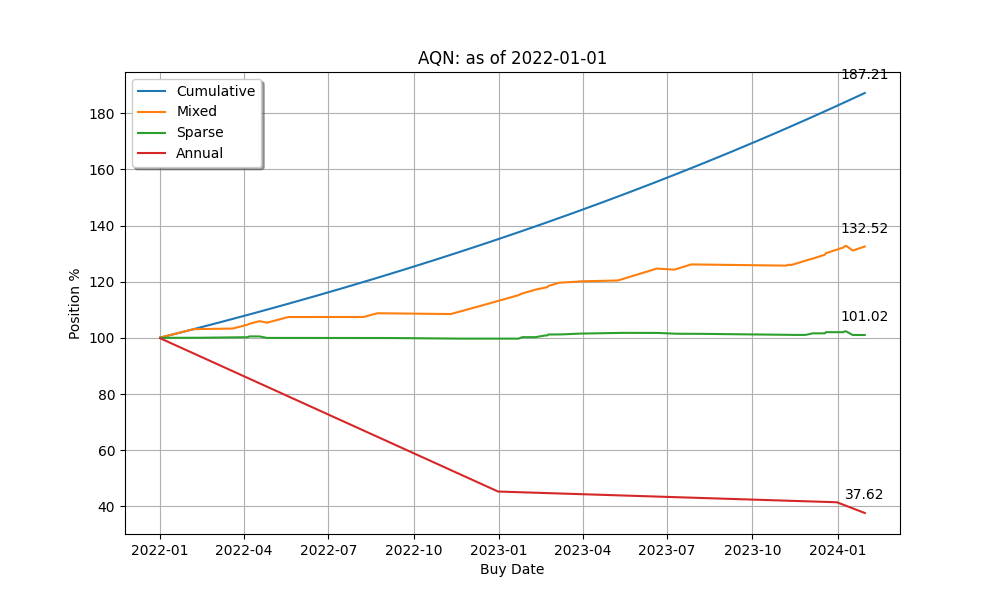 AQN: as of 2022-01-01
187.21
Cumulative
Mixed
Sparse
Annual
180
160
140
132.52
120
101.02
100
80
60
37.62
40
Position %
2022-01 2022-04 2022-07 2022-10 2023-01 2023-04 2023-07 2023-10 2024-01
Buy Date